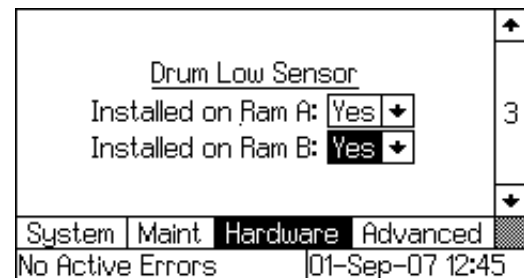 Drum Low Sensor
Installed on Ram A: Yes
Installed on Ram B: Yes
3
System Maint Hardware Advanced
No Active Errors 01-Sep-07 12:45